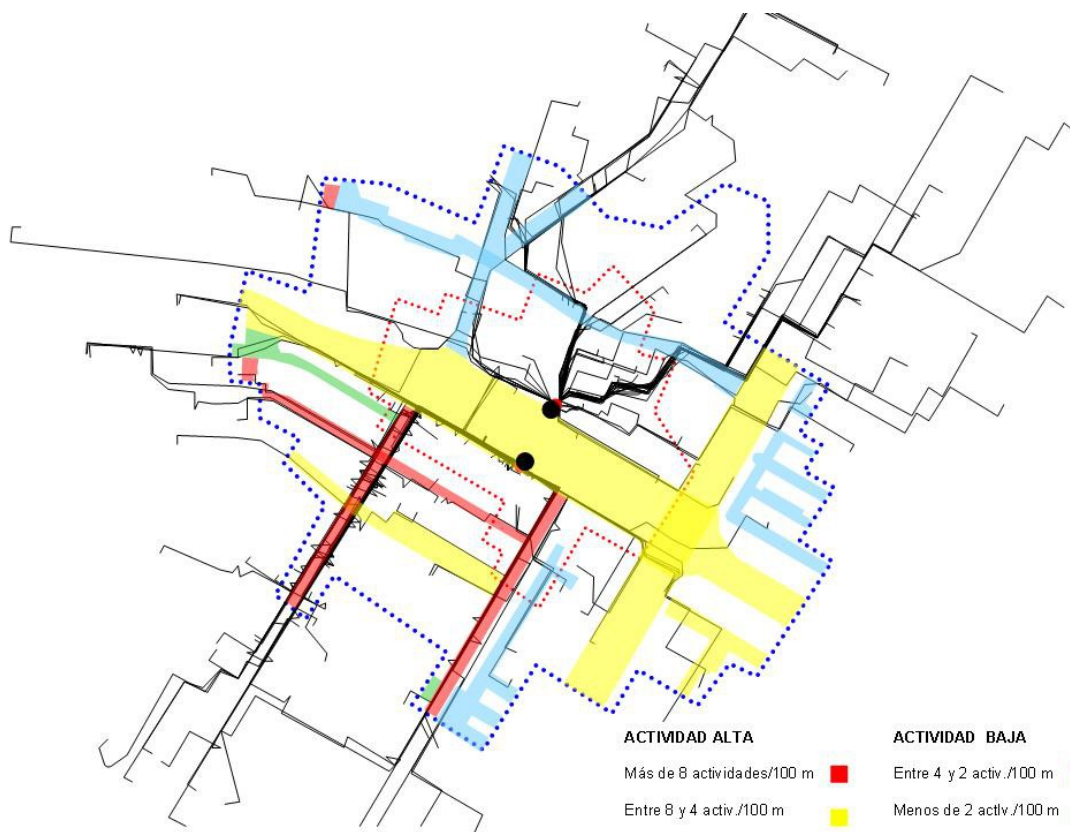 ACTIVIDAD ALTA
ACTIVIDAD BAJA
Más de 8 actividades/100 m
Entre 4 y 2 activ./100 m
Entre 8 y 4 activ./100 m
Menos de 2 activ./100 m